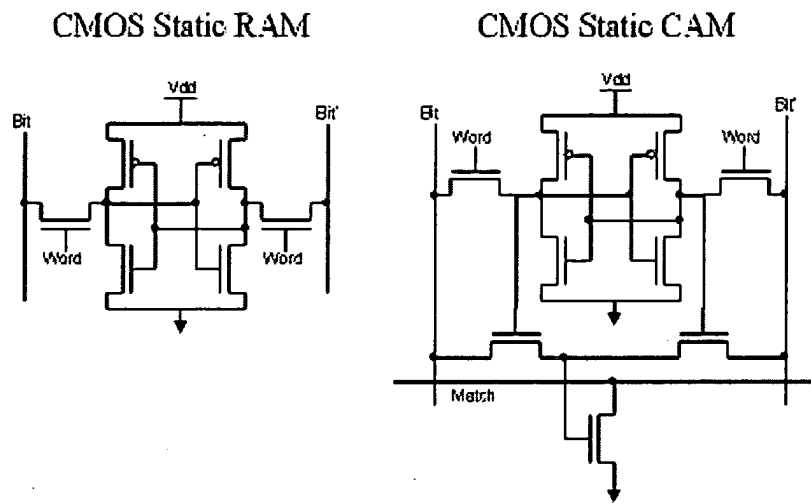 CMOS Static RAM
CMOS Static CAM
Vdd
Bit
Bit'
Word
Word
Vdd
Bit
Bit'
Word
Word
Match